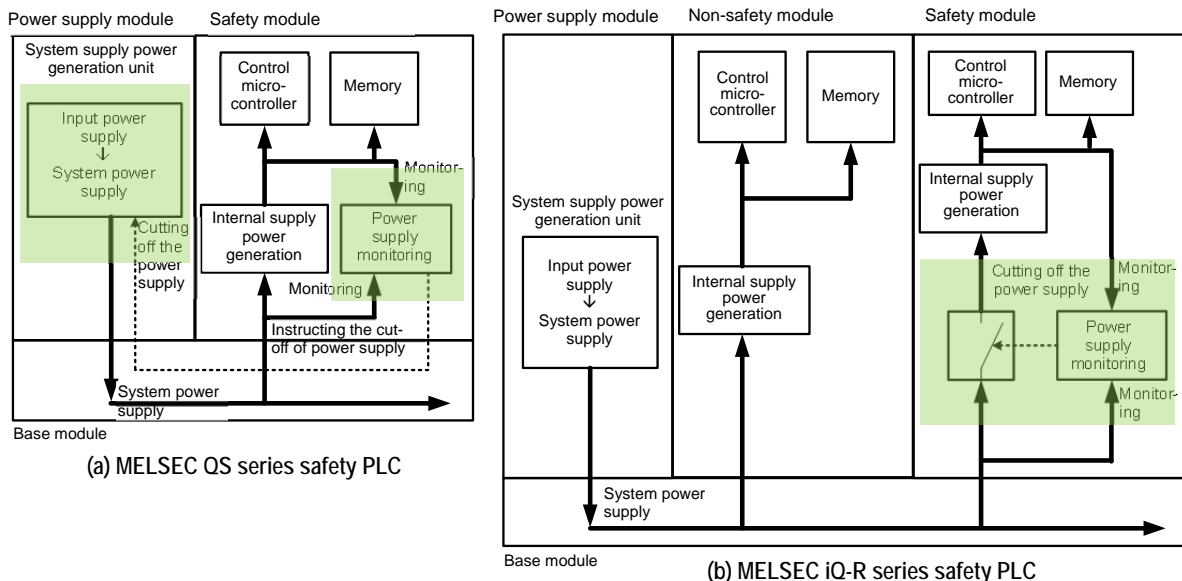 Power supply module
Safety module
System supply power
generation unit
Input power
supply
↓
System power
supply
Control
micro-
controller
Memory
Monitor-
ing
Internal supply
power
generation
Power
supply
monitoring
Cutting
off the
power
supply
Monitoring
Instructing the cut-
off of power supply
System power
supply
Base module
(a) MELSEC QS series safety PLC
Power supply module
Non-safety module
Safety module
System supply power
generation unit
Input power
supply
↓
System power
supply
Control
micro-
controller
Memory
Internal supply
power
generation
Control
micro-
controller
Memory
Internal supply
power
generation
Cutting off the
power supply
Monitor-
ing
Power
supply
monitoring
Monitor-
ing
System power
supply
Base module
(b) MELSEC iQ-R series safety PLC